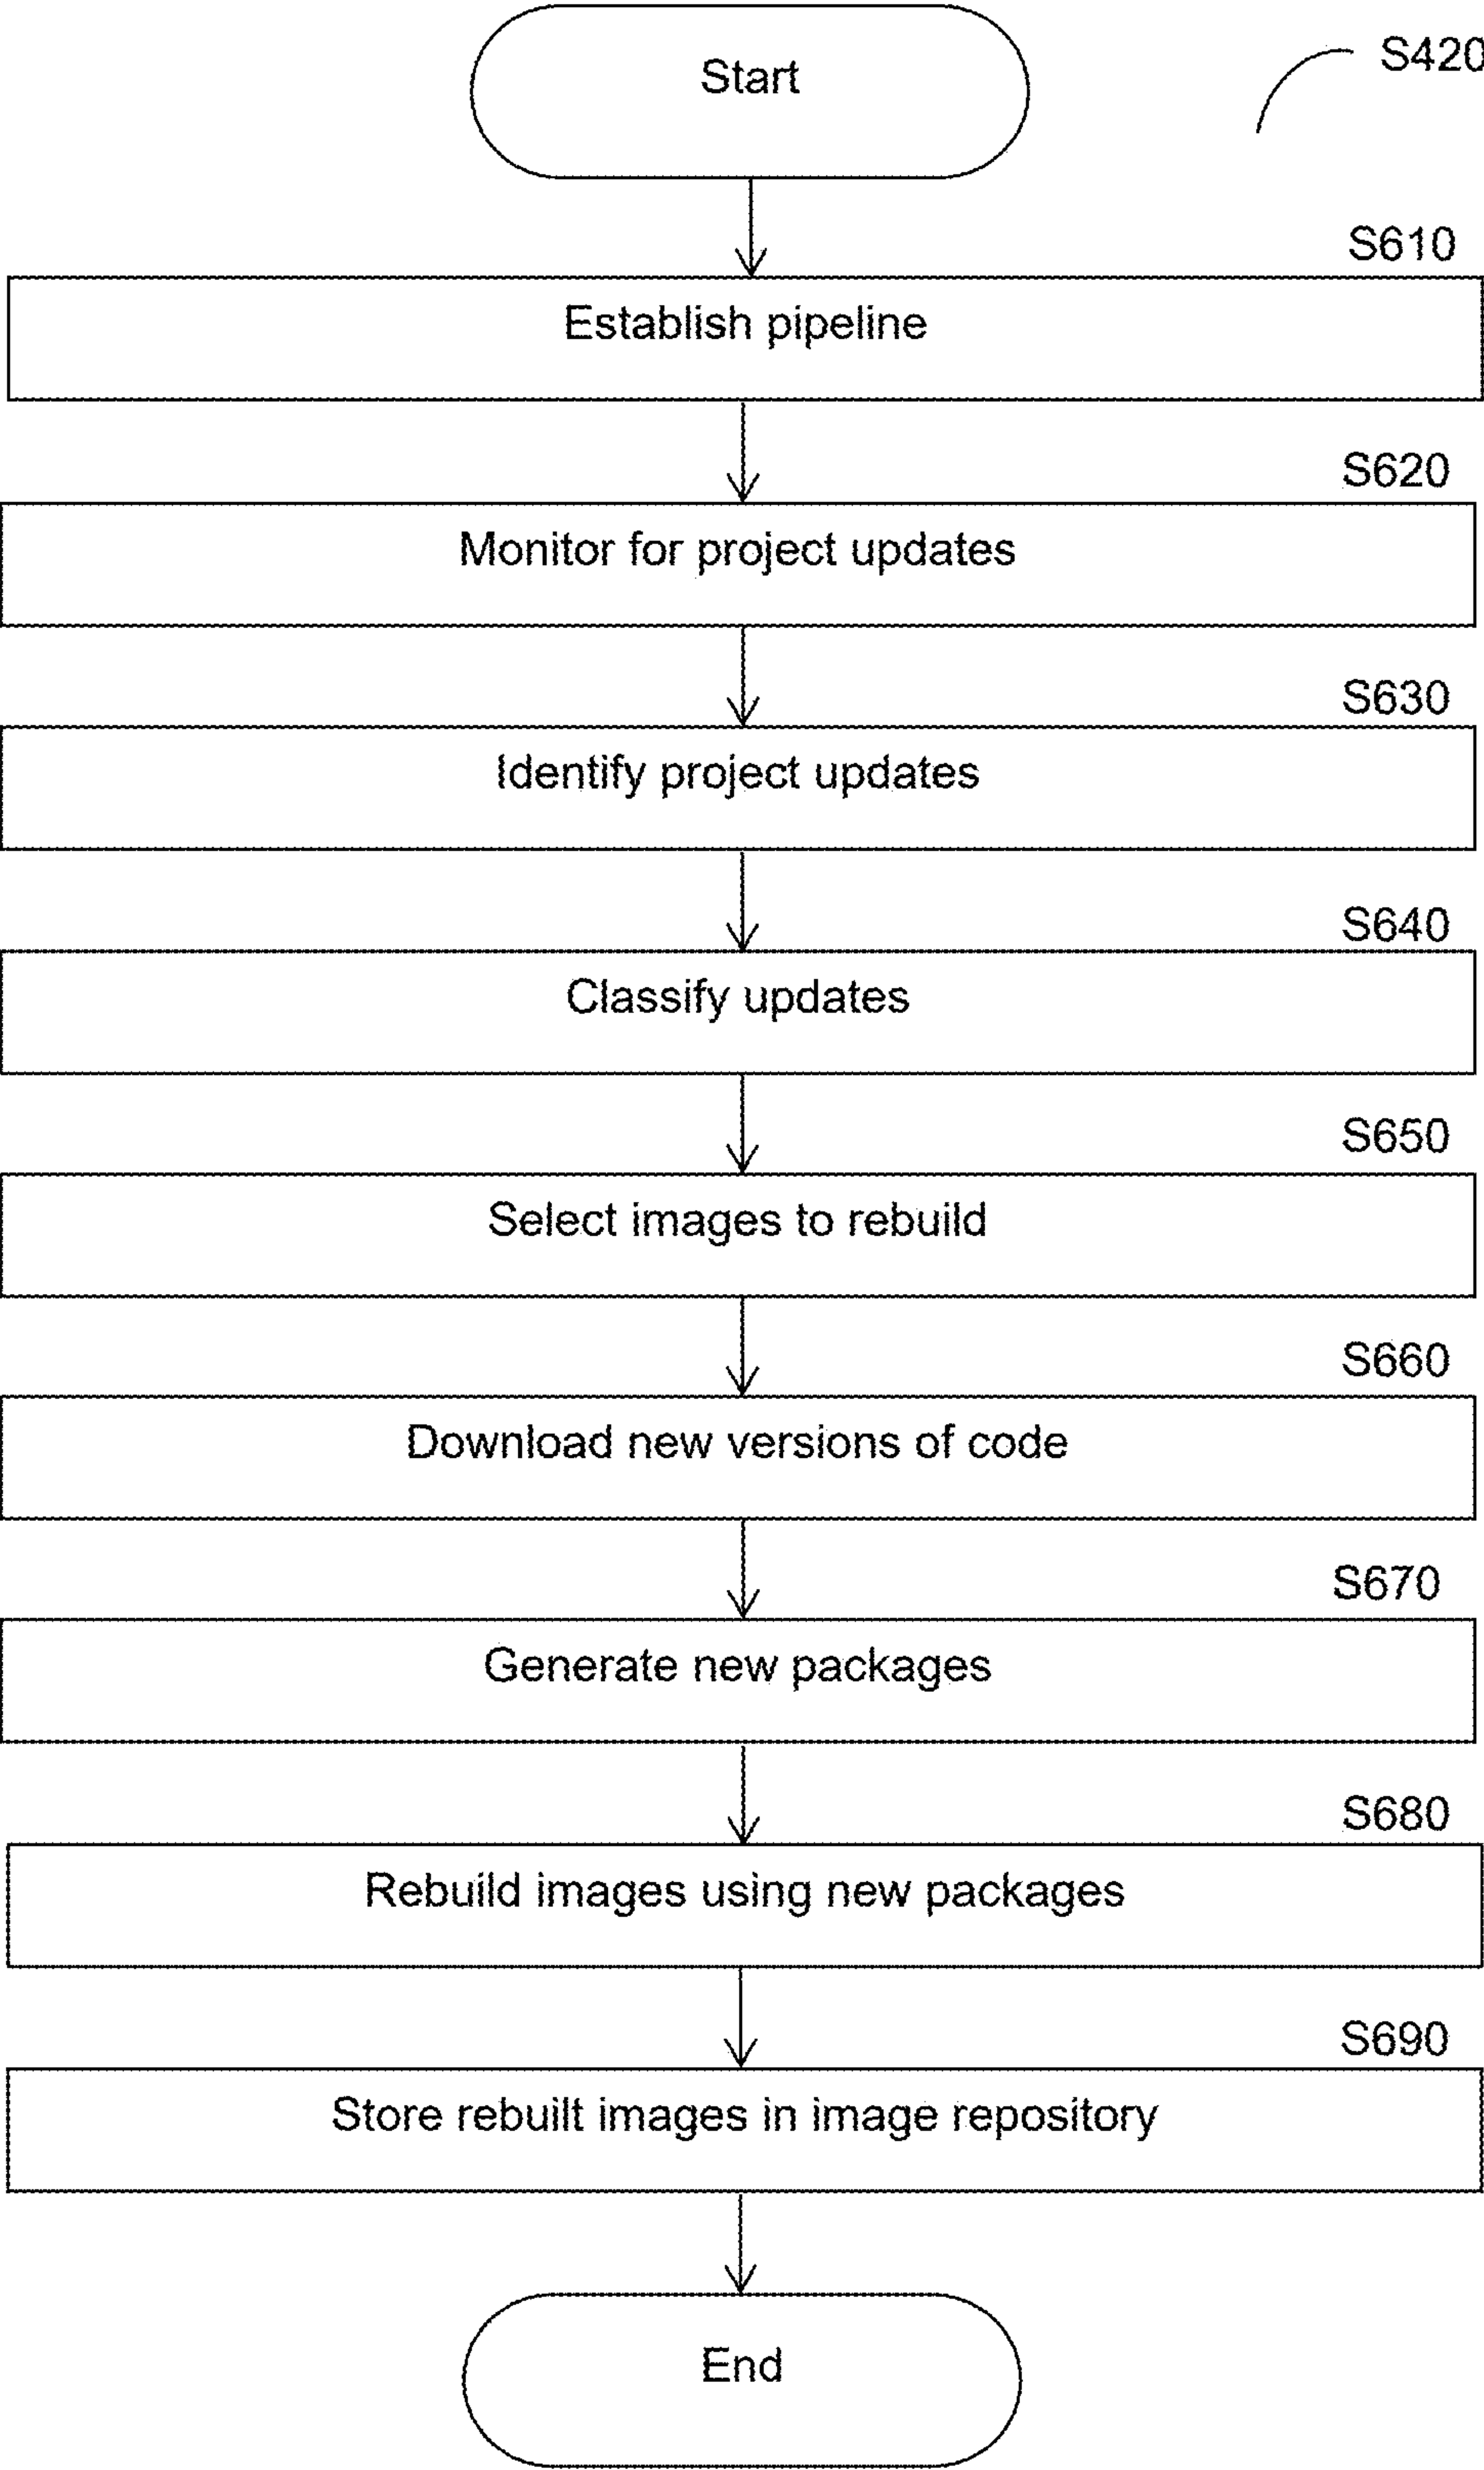 Start
S420
S610
Establish pipeline
S620
Monitor for project updates
S630
Identify project updates
S640
Classify updates
S650
Select images to rebuild
S660
Download new versions of code
S670
Generate new packages
S680
Rebuild images using new packages
S690
Store rebuilt images in image repository
End